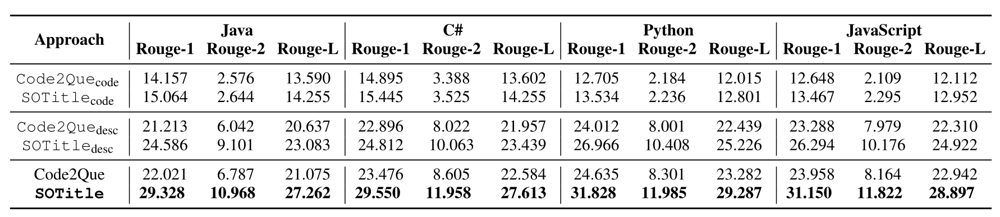 Approach Java C# Python JavaScript
Rouge-1 Rouge-2 Rouge-L Rouge-1 Rouge-2 Rouge-L Rouge-1 Rouge-2 Rouge-L Rouge-1 Rouge-2 Rouge-L
Code2Que code 14.157 2.576 13.590 14.895 3.388 13.602 12.705 2.184 12.015 12.648 2.109 12.112
SOTitle code 15.064 2.644 14.255 15.445 3.525 14.255 13.534 2.236 12.801 13.467 2.295 12.952
Code2Que desc 21.213 6.042 20.637 22.896 8.022 21.957 24.012 8.001 22.439 23.288 7.979 22.310
SOTitle desc 24.586 9.101 23.083 24.812 10.063 23.439 26.966 10.408 25.226 26.294 10.176 24.922
Code2Que 22.021 6.787 21.075 23.476 8.605 22.584 24.635 8.301 23.282 23.958 8.164 22.942
SOTitle 29.328 10.968 27.262 29.550 11.958 27.613 31.828 11.985 29.287 31.150 11.822 28.897